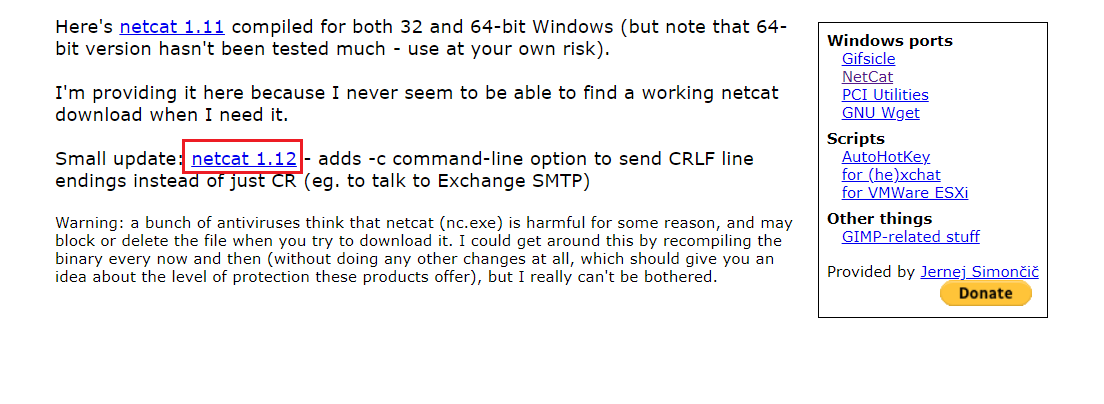 Here's netcat 1.11 compiled for both 32 and 64-bit Windows (but note that 64-
bit version hasn't been tested much - use at your own risk).
I'm providing it here because I never seem to be able to find a working netcat
download when I need it.
Small update: netcat 1.12 - adds -c command-line option to send CRLF line
endings instead of just CR (eg. to talk to Exchange SMTP)
Warning: a bunch of antiviruses think that netcat (nc.exe) is harmful for some reason, and may
block or delete the file when you try to download it. I could get around this by recompiling the
binary every now and then (without doing any other changes at all, which should give you an
idea about the level of protection these products offer), but I really can't be bothered.
Windows ports
Gifsicle
NetCat
PCI Utilities
GNU Wget
Scripts
AutoHotKey
for (he)xchat
for VMWare ESXi
Other things
GIMP-related stuff
Provided by Jernej Simončič
Donate